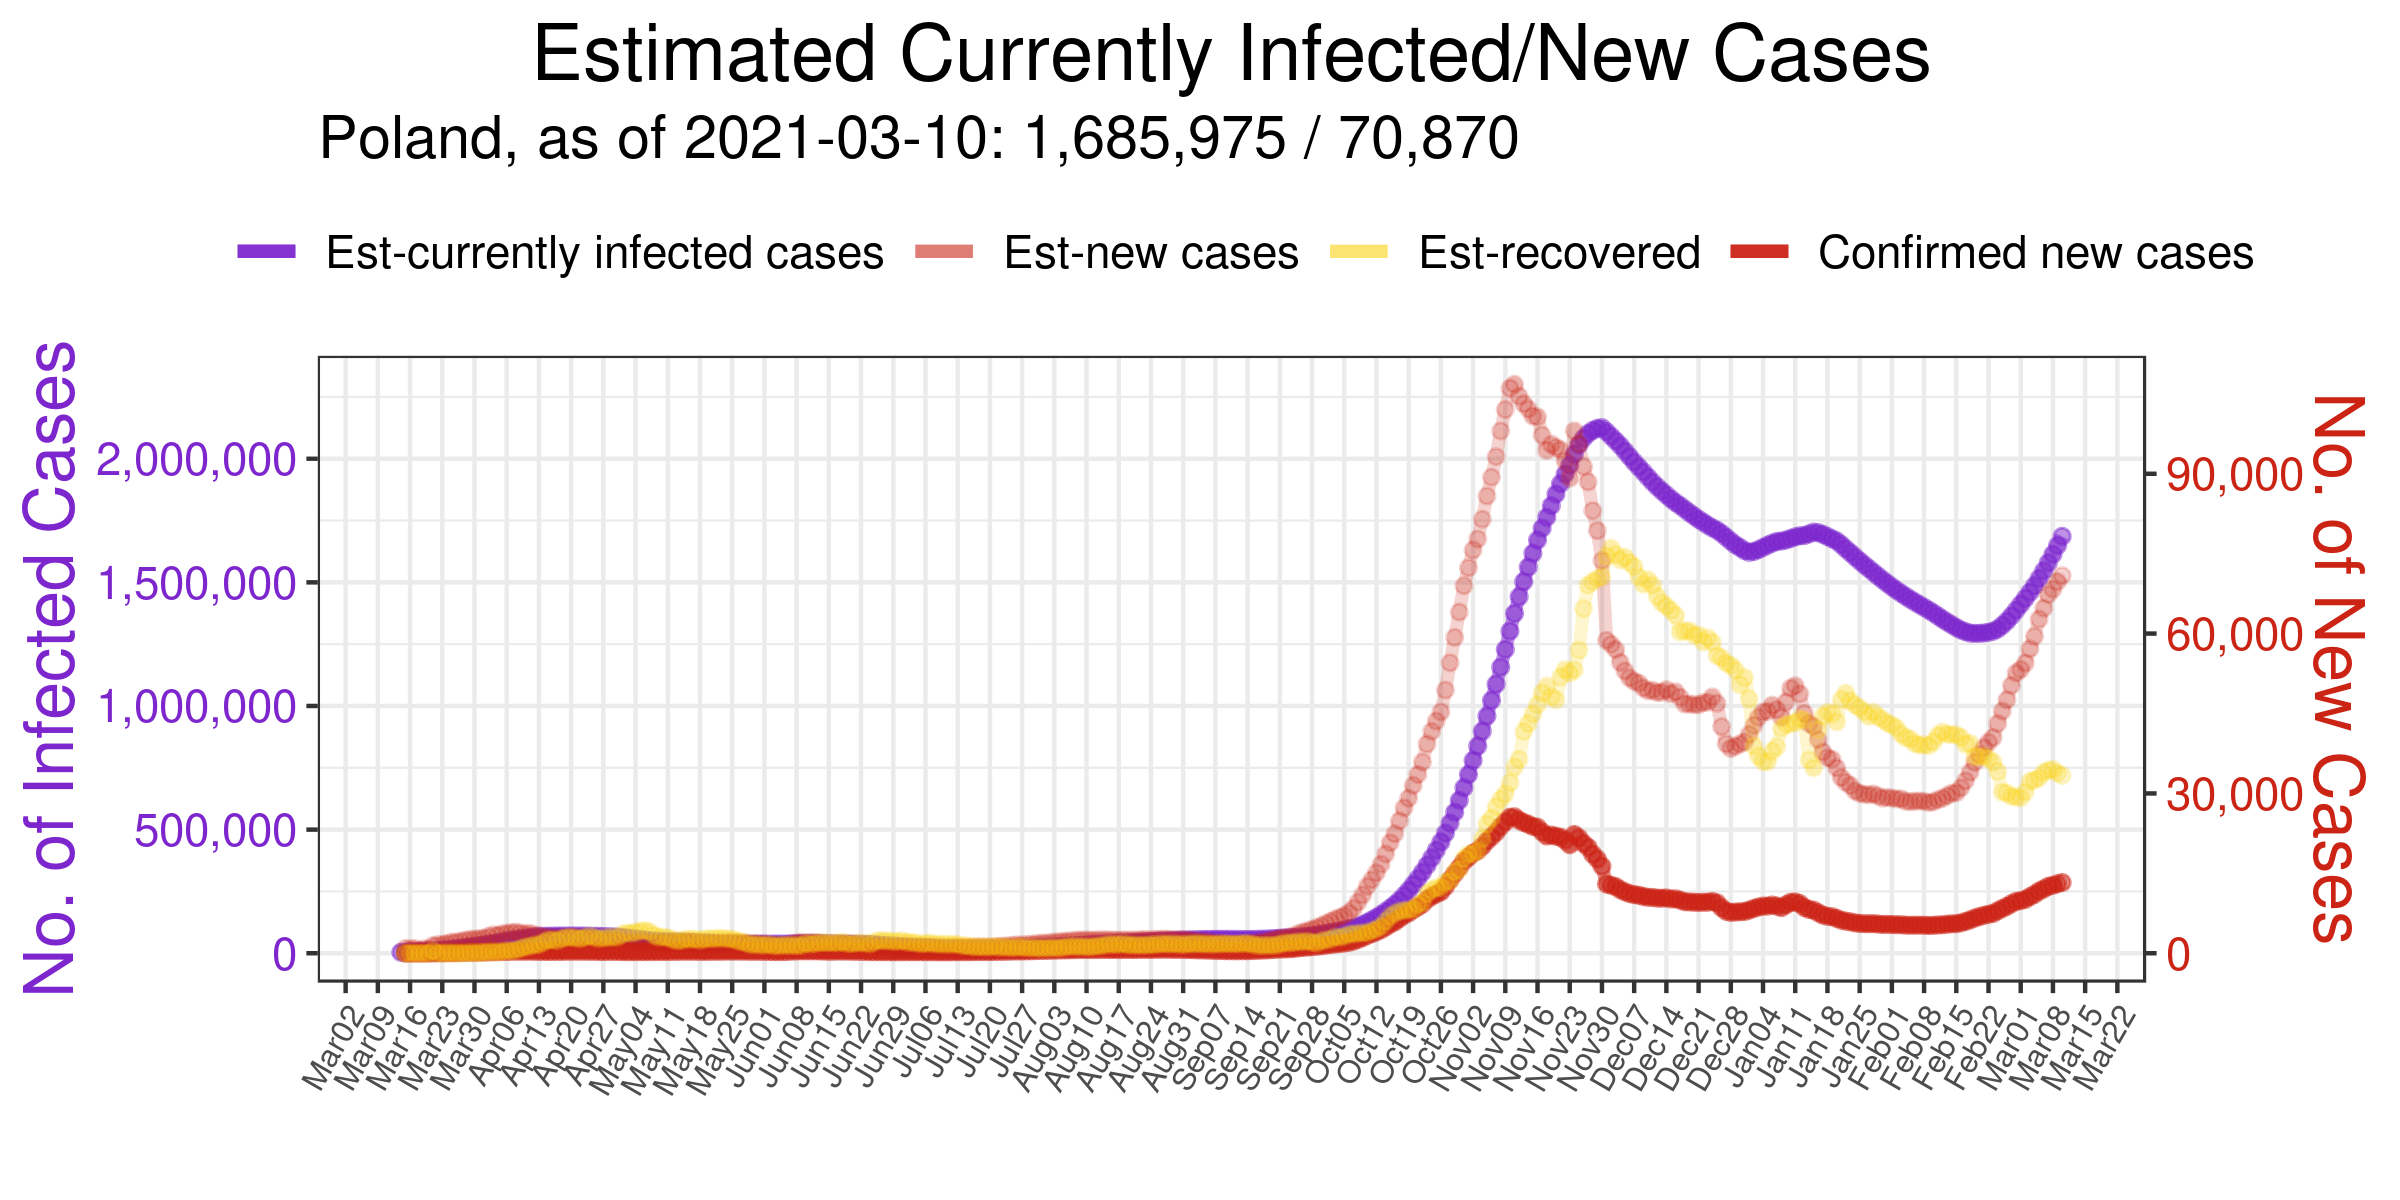 Estimated Currently Infected/New Cases
Poland, as of 2021-03-10: 1,685,975 / 70,870
Est-currently infected cases Est-new cases Est-recovered Confirmed new cases
No. of Infected Cases
2,000,000
1,500,000
1,000,000
500,000
0
90,000
60,000
30,000
0
No. of New Cases
Mar02 Mar09 Mar16 Mar23 Mar30 Apr06 Apr13 Apr20 Apr27 May04 May11 May18 May25 Jun01 Jun08 Jun15 Jun22 Jun29 Jul06 Jul13 Jul20 Jul27 Aug03 Aug10 Aug17 Aug24 Aug31 Sep07 Sep14 Sep21 Sep28 Oct05 Oct12 Oct19 Oct26 Nov02 Nov09 Nov16 Nov23 Nov30 Dec07 Dec14 Dec21 Dec28 Jan04 Jan11 Jan18 Jan25 Feb01 Feb08 Feb15 Feb22 Mar01 Mar08 Mar15 Mar22